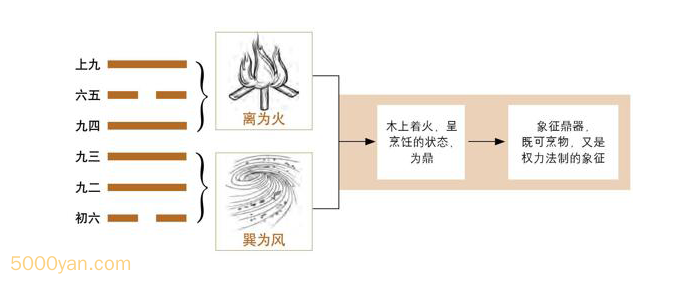 上九
六五
九四
九三
九二
初六
离为火
巽为风
木上着火，呈
烹饪的状态，
为鼎
象征鼎器，
既可烹物，又是
权力法制的象征
5000yan.com